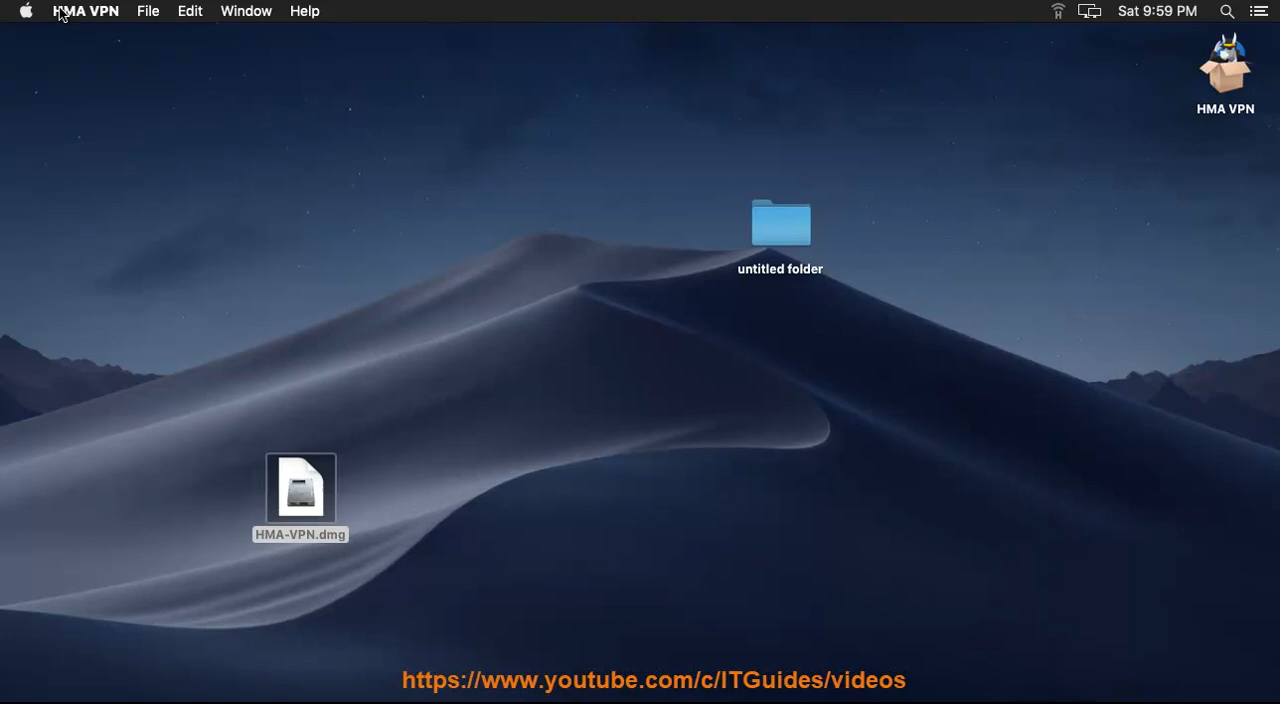 HMA VPN File Edit Window Help Sat 9:59 PM
HMA VPN
untitled folder
HMA-VPN.dmg
https://www.youtube.com/c/ITGuides/videos